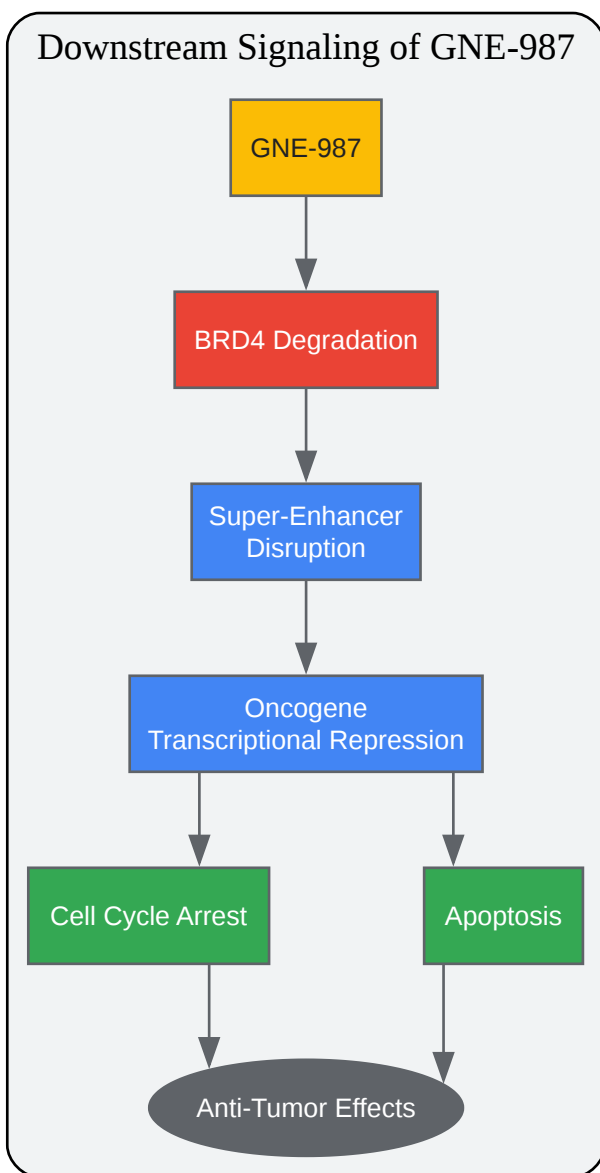 Downstream Signaling of GNE-987
GNE-987
BRD4 Degradation
Super-Enhancer
Disruption
Oncogene
Transcriptional Repression
Cell Cycle Arrest
Apoptosis
Anti-Tumor Effects